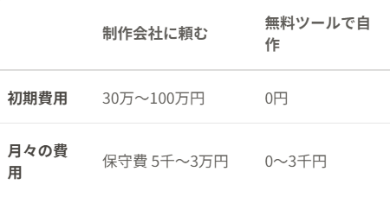 制作会社に頼む
無料ツールで自
作
初期費用
30万〜100万円
0円
月々の費
用
保守費 5千〜3万円
0〜3千円